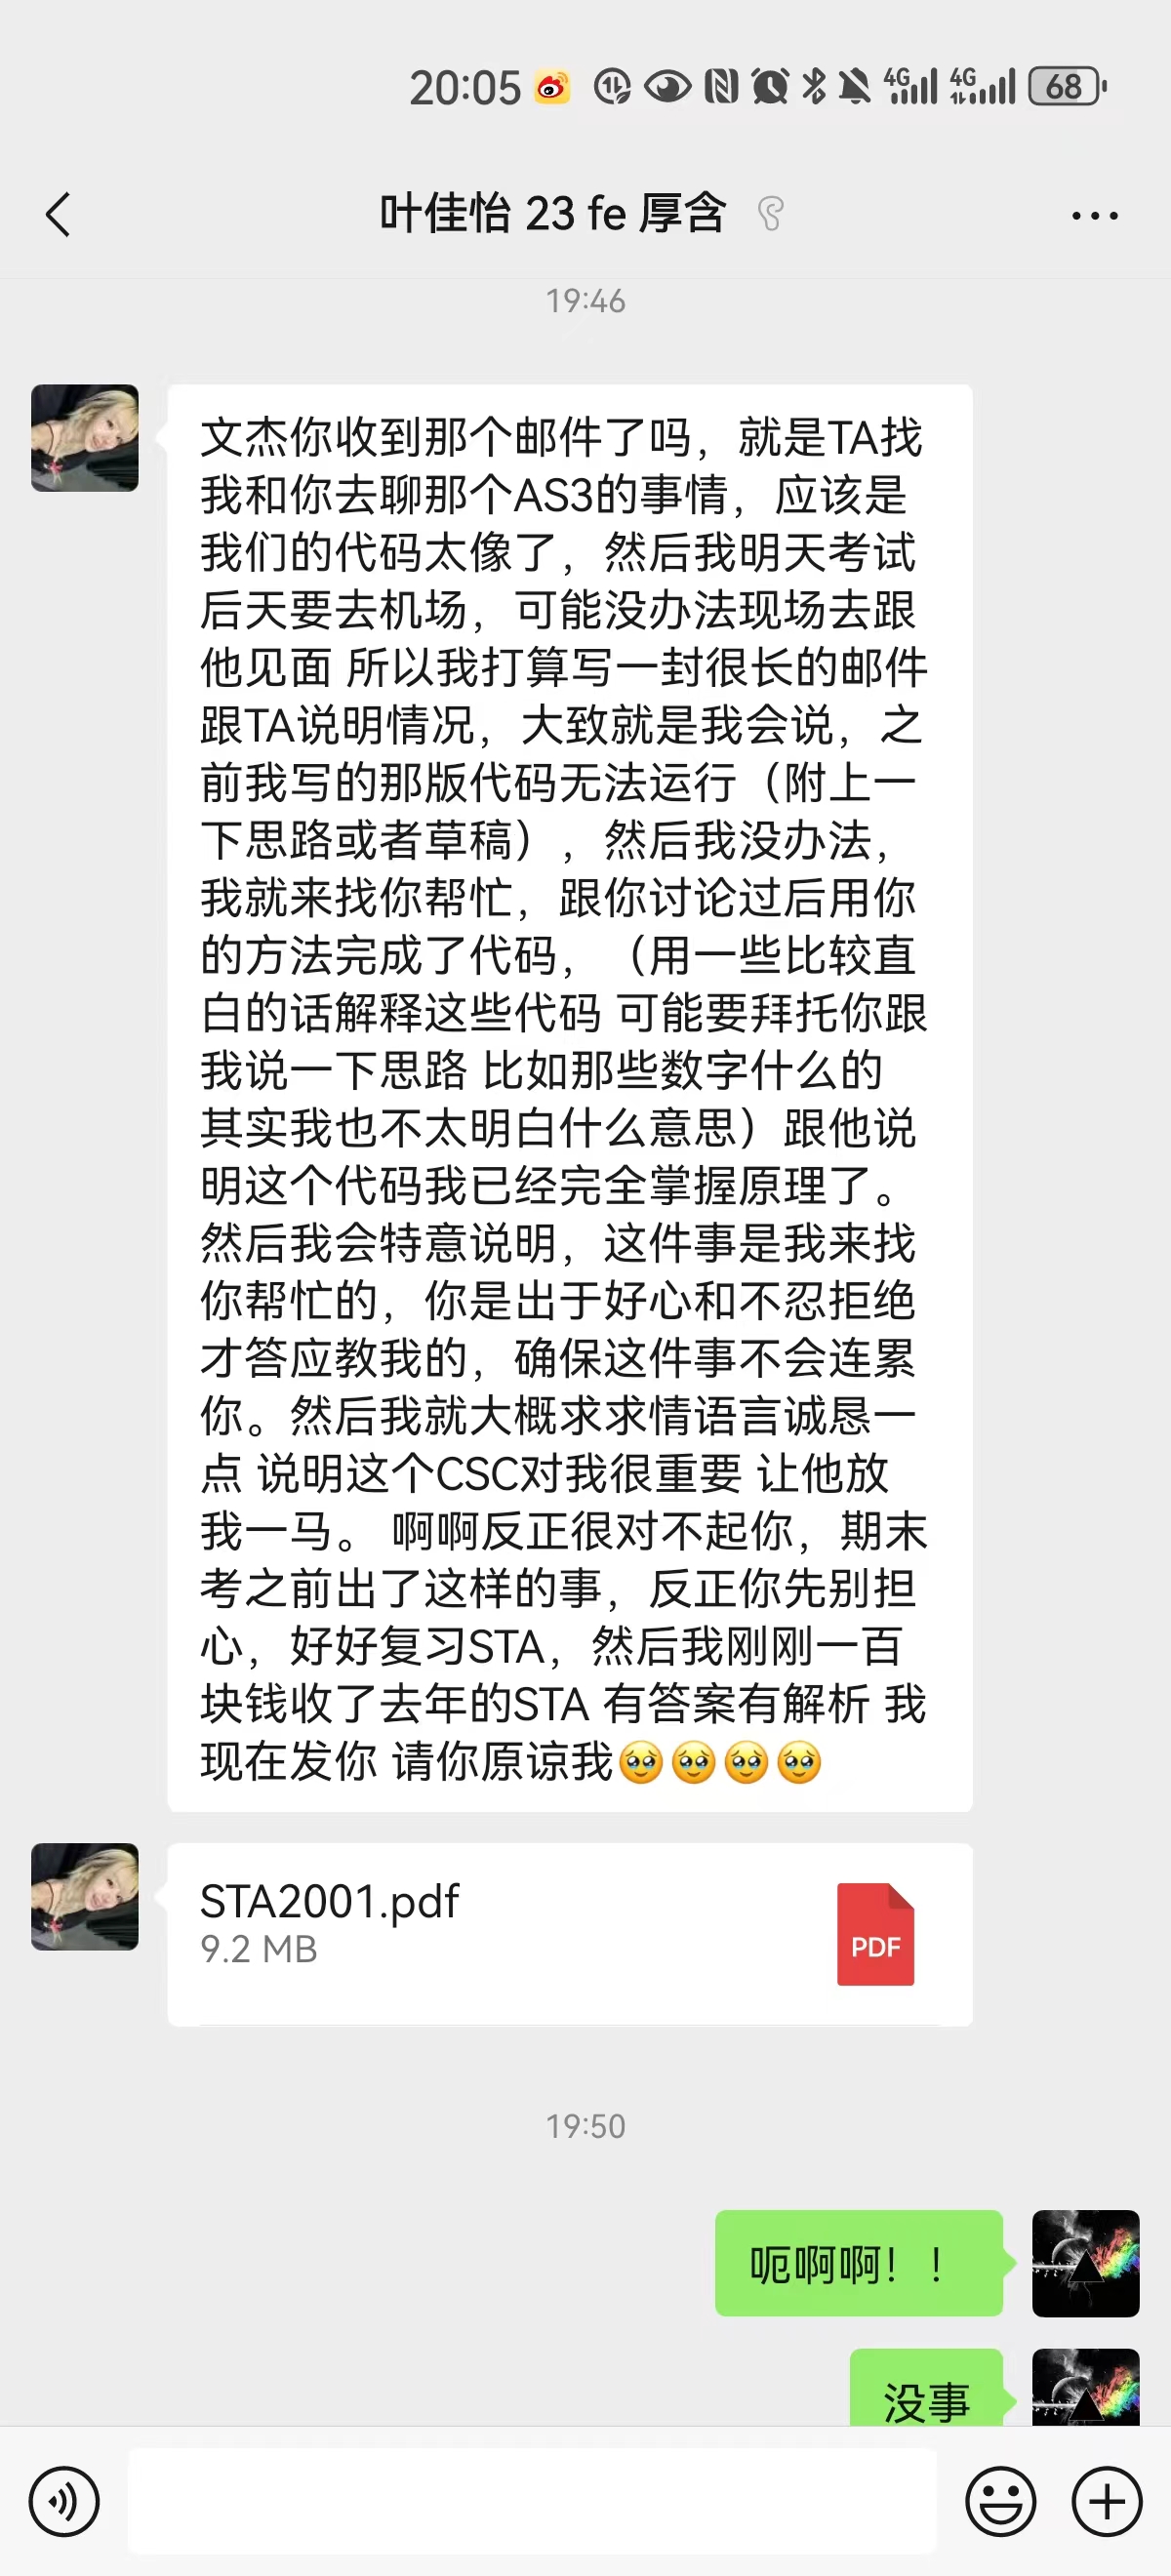 20:05 4G 4G 68
叶佳怡 23 fe 厚含
19:46
文杰你收到那个邮件了吗，就是TA找
我和你去聊那个AS3的事情，应该是
我们的代码太像了，然后我明天考试
后天要去机场，可能没办法现场去跟
他见面 所以我打算写一封很长的邮件
跟TA说明情况，大致就是我会说，之
前我写的那版代码无法运行（附上一
下思路或者草稿），然后我没办法，
我就来找你帮忙，跟你讨论过后用你
的方法完成了代码，（用一些比较直
白的话解释这些代码 可能要拜托你跟
我说一下思路 比如那些数字什么的
其实我也不太明白什么意思）跟他说
明这个代码我已经完全掌握原理了。
然后我会特意说明，这件事是我来找
你帮忙的，你是出于好心和不忍拒绝
才答应教我的，确保这件事不会连累
你。然后我就大概求求情语言诚恳一
点 说明这个CSC对我很重要 让他放
我一马。 啊啊反正很对不起你，期末
考之前出了这样的事，反正你先别担
心，好好复习STA，然后我刚刚一百
块钱收了去年的STA 有答案有解析 我
现在发你 请你原谅我🥹🥹🥹🥹
STA2001.pdf
9.2 MB
PDF
19:50
呃啊啊！！
没事